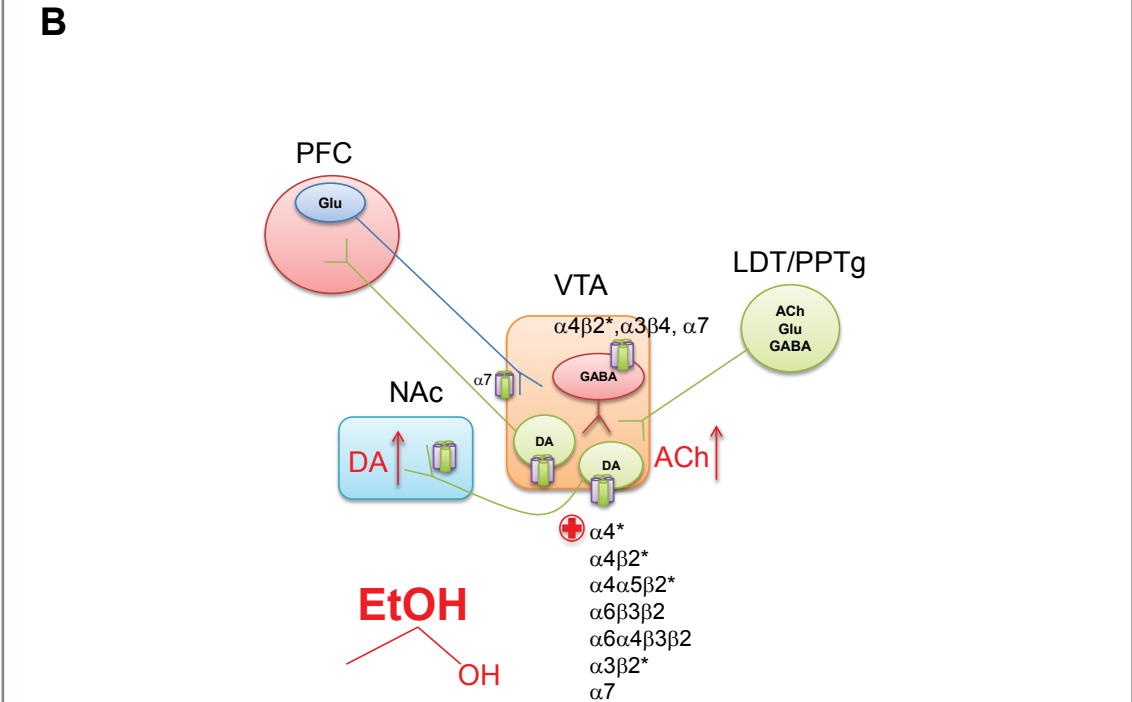 B
PFC
Glu
LDT/PPTg
VTA
ACh
Glu
GABA
α4β2*,α3β4, α7
GABA
α7
NAc
DA
DA
DA
ACh
α4*
α4β2*
α4α5β2*
α6β3β2
α6α4β3β2
α3β2*
α7
EtOH
OH